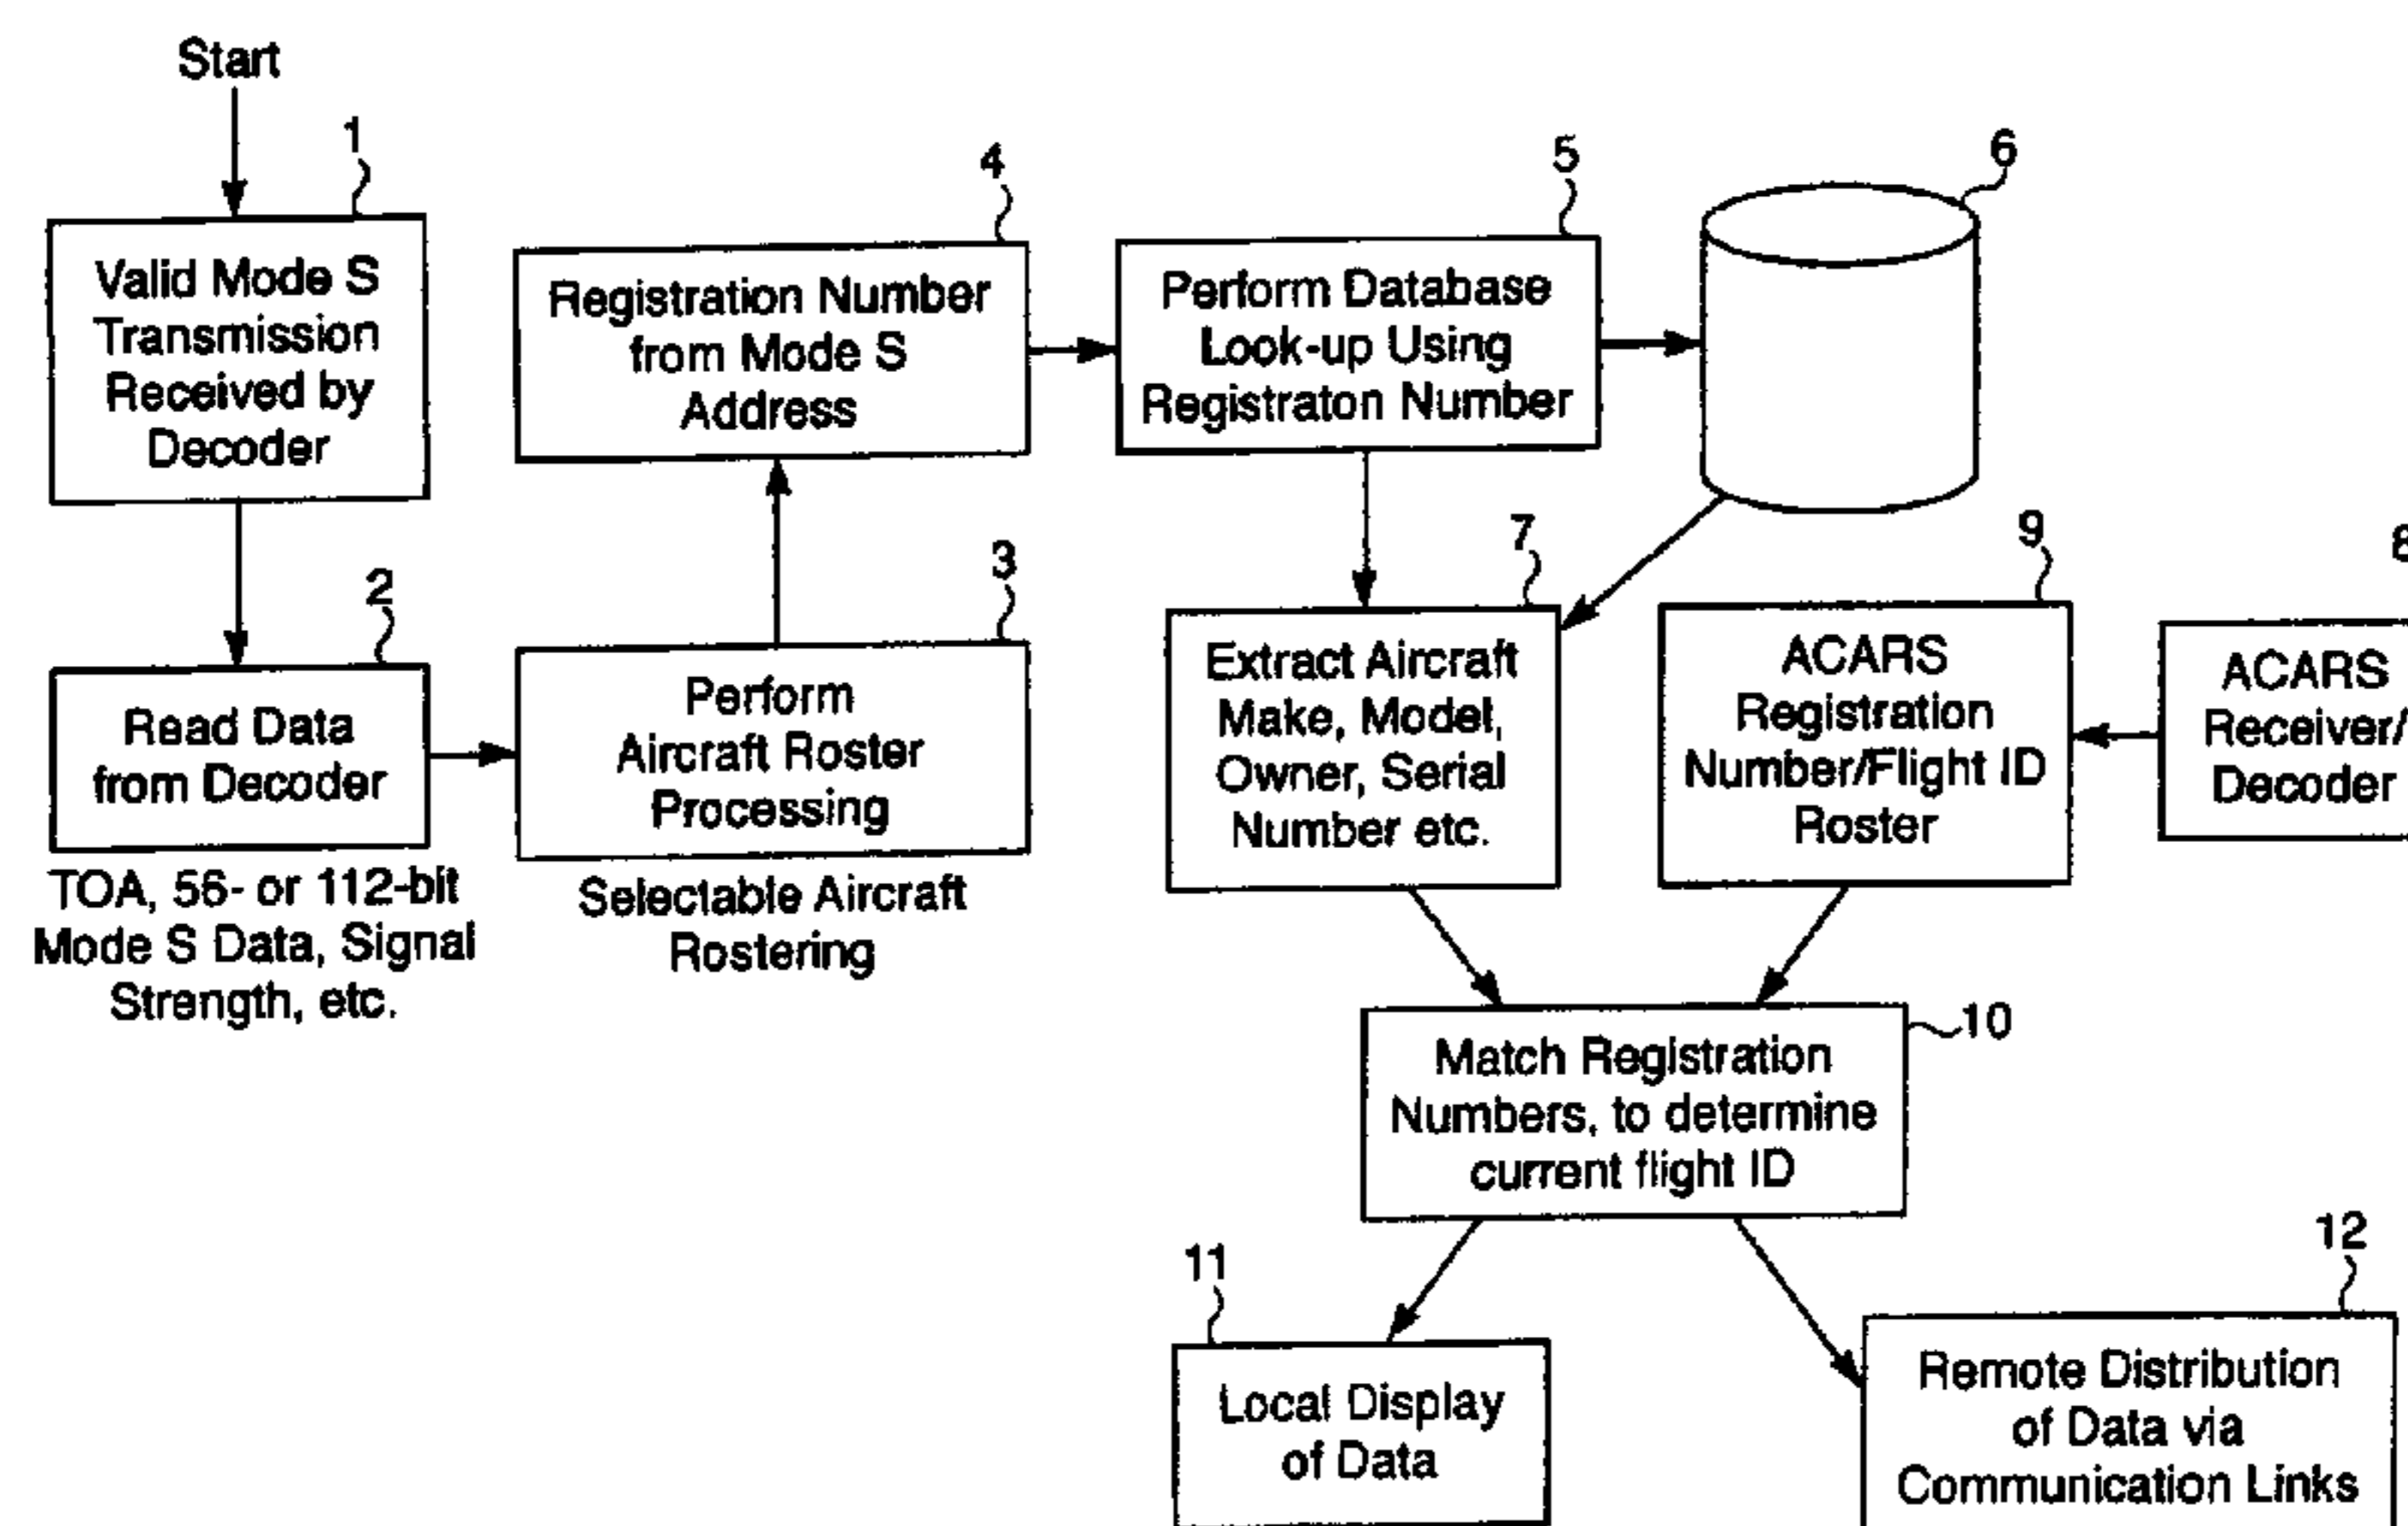 Start
1
Valid Mode S
Transmission
Received by
Decoder
2
Read Data
from Decoder
TOA, 56- or 112-bit
Mode S Data, Signal
Strength, etc.
3
Perform
Aircraft Roster
Processing
Selectable Aircraft
Rostering
4
Registration Number
from Mode S
Address
5
Perform Database
Look-up Using
Registraton Number
6
7
Extract Aircraft
Make, Model,
Owner, Serial
Number etc.
8
ACARS
Receiver/
Decoder
9
ACARS
Registration
Number/Flight ID
Roster
10
Match Registration
Numbers, to determine
current flight ID
11
Local Display
of Data
12
Remote Distribution
of Data via
Communication Links